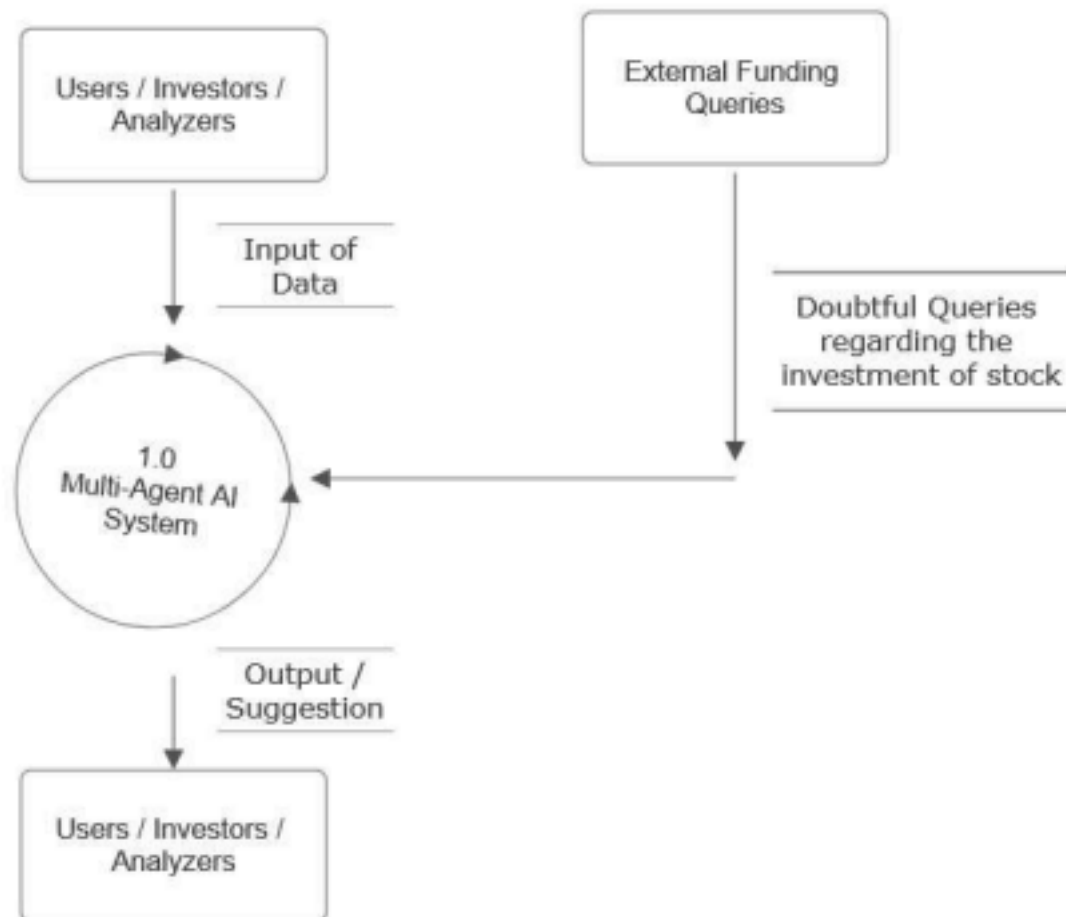 Users / Investors /
Analyzers
External Funding
Queries
Input of
Data
Doubtful Queries
regarding the
investment of stock
1.0
Multi-Agent AI
System
Output /
Suggestion
Users / Investors /
Analyzers